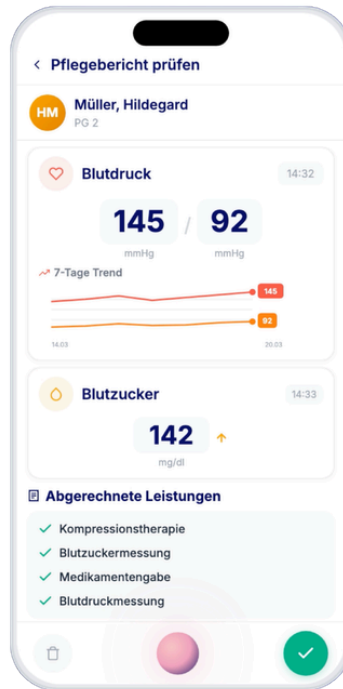 Pflegebericht prüfen
HM
Müller, Hildegard
PG 2
Blutdruck
14:32
145 / 92
mmHg mmHg
7-Tage Trend
145
92
14.03 20.03
Blutzucker
14:33
142
mg/dl
Abgerechnete Leistungen
Kompressionstherapie
Blutzuckermessung
Medikamentengabe
Blutdruckmessung